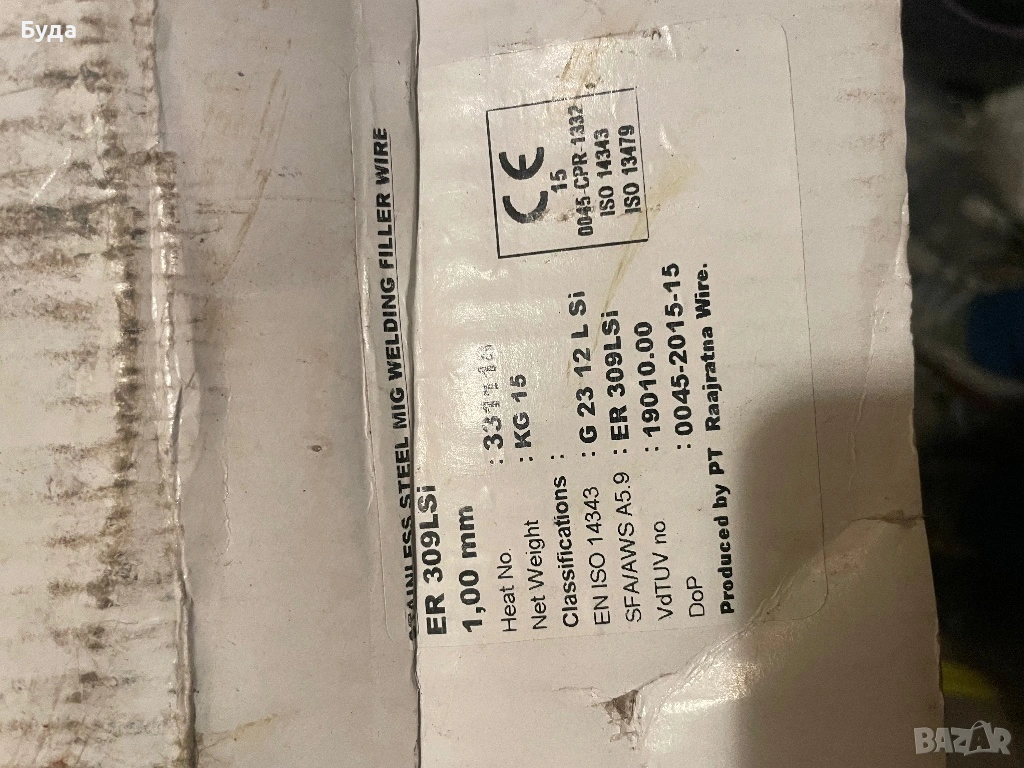 Буда
STAINLESS STEEL MIG WELDING FILLER WIRE
ER 309LSi
1,00 mm
Heat No. :
Net Weight : KG 15
Classifications :
EN ISO 14343 : G 23 12 L Si
SFA/AWS A5.9 : ER 309LSi
VdTUV no. : 19010.00
DoP : 0045-2015-15
Produced by PT Raajratna Wire.
CE
15
0045-CPR-1332
ISO 14343
ISO 13479
BAZAR